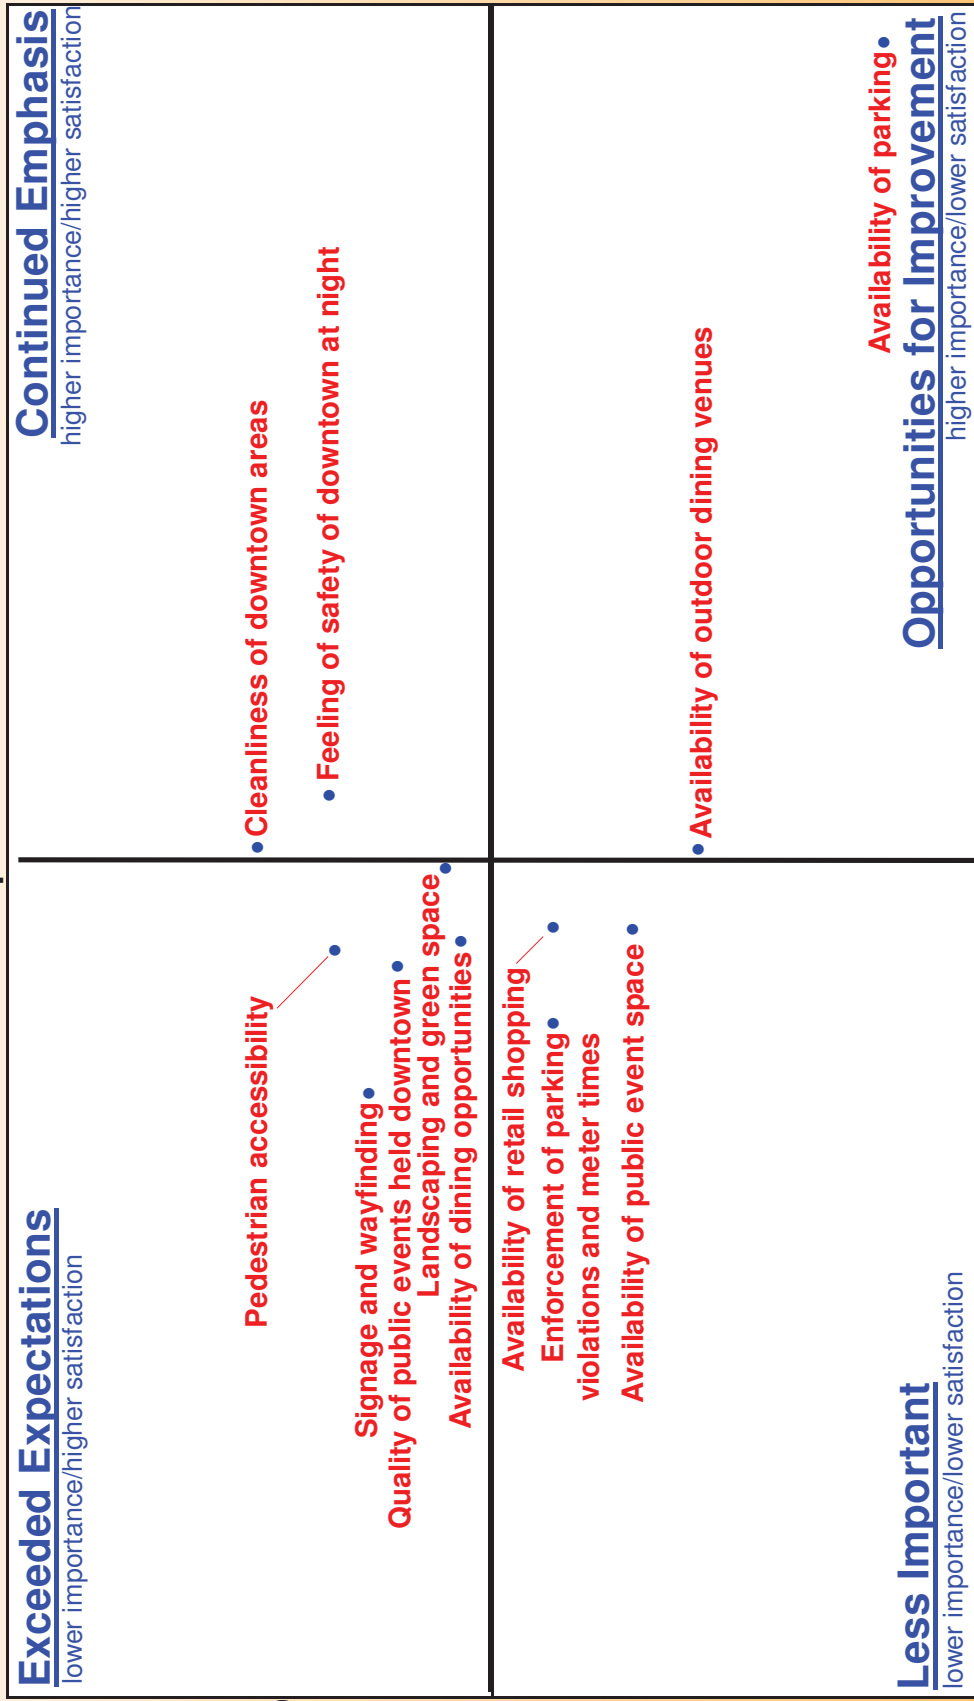 Exceeded Expectations
lower importance/higher satisfaction
Continued Emphasis
higher importance/higher satisfaction
Pedestrian accessibility
Cleanliness of downtown areas
Feeling of safety of downtown at night
Signage and wayfinding
Quality of public events held downtown
Landscaping and green space
Availability of dining opportunities
Availability of retail shopping
Enforcement of parking
violations and meter times
Availability of public event space
Availability of outdoor dining venues
Availability of parking
Less Important
lower importance/lower satisfaction
Opportunities for Improvement
higher importance/lower satisfaction